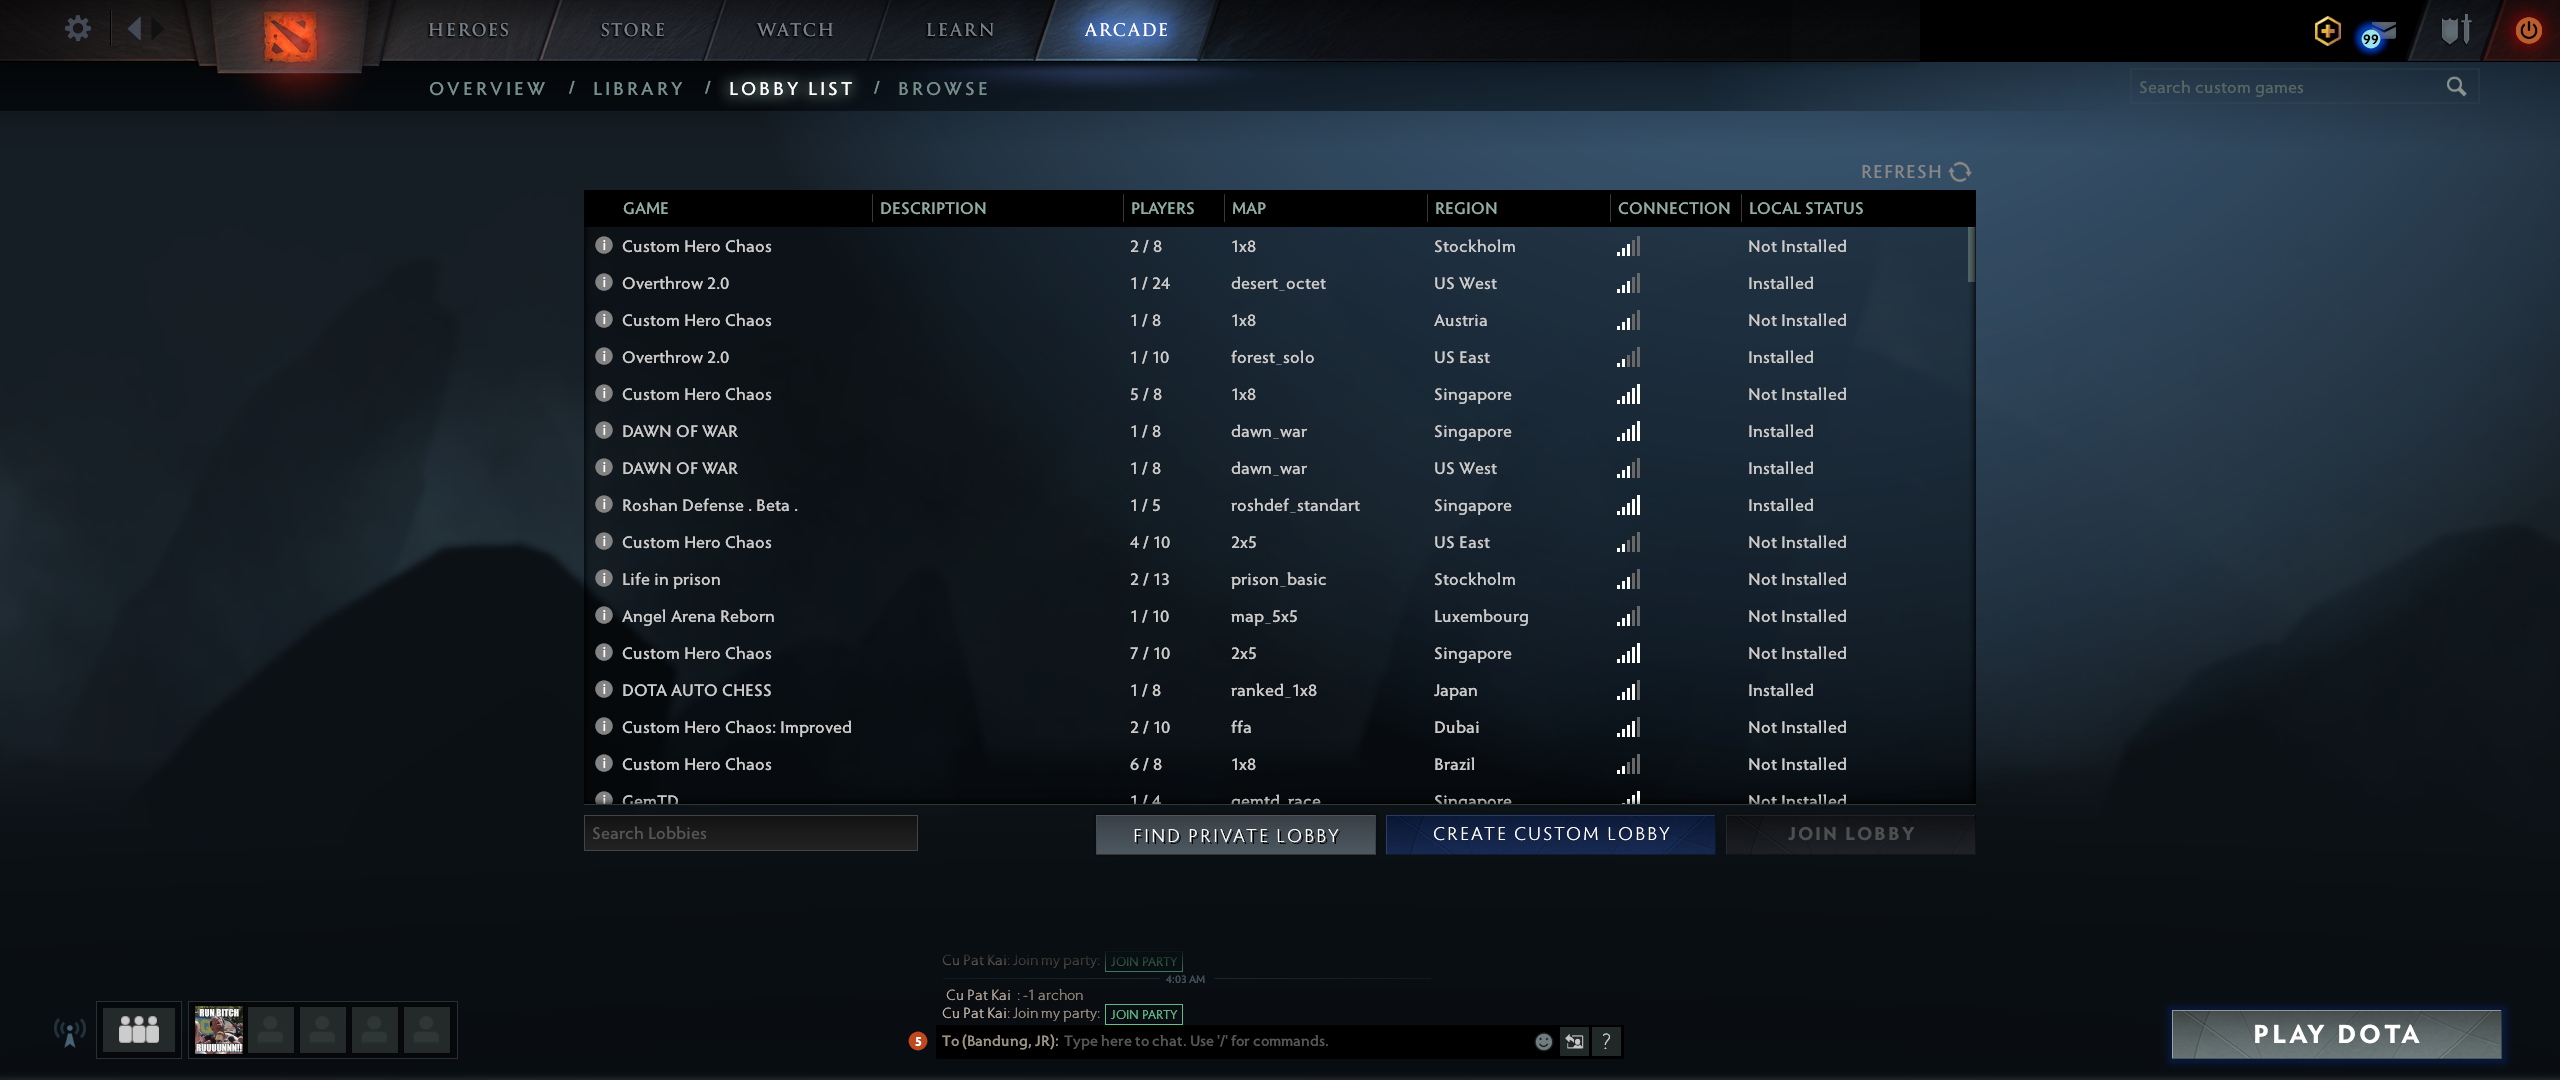 HEROES STORE WATCH LEARN ARCADE
99
OVERVIEW / LIBRARY / LOBBY LIST / BROWSE
Search custom games
REFRESH
GAME DESCRIPTION PLAYERS MAP REGION CONNECTION LOCAL STATUS
Custom Hero Chaos 2 / 8 1x8 Stockholm Not Installed
Overthrow 2.0 1 / 24 desert_octet US West Installed
Custom Hero Chaos 1 / 8 1x8 Austria Not Installed
Overthrow 2.0 1 / 10 forest_solo US East Installed
Custom Hero Chaos 5 / 8 1x8 Singapore Not Installed
DAWN OF WAR 1 / 8 dawn_war Singapore Installed
DAWN OF WAR 1 / 8 dawn_war US West Installed
Roshan Defense . Beta . 1 / 5 roshdef_standart Singapore Installed
Custom Hero Chaos 4 / 10 2x5 US East Not Installed
Life in prison 2 / 13 prison_basic Stockholm Not Installed
Angel Arena Reborn 1 / 10 map_5x5 Luxembourg Not Installed
Custom Hero Chaos 7 / 10 2x5 Singapore Not Installed
DOTA AUTO CHESS 1 / 8 ranked_1x8 Japan Installed
Custom Hero Chaos: Improved 2 / 10 ffa Dubai Not Installed
Custom Hero Chaos 6 / 8 1x8 Brazil Not Installed
GemTD 1 / 4 gemtd_race Singapore Not Installed
Search Lobbies
FIND PRIVATE LOBBY CREATE CUSTOM LOBBY JOIN LOBBY
Cu Pat Kai: Join my party: JOIN PARTY
4:03 AM
Cu Pat Kai : -1 archon
Cu Pat Kai: Join my party: JOIN PARTY
5 To (Bandung, JR): Type here to chat. Use '/' for commands. ?
RUN BITCH
RUUUUNNN!!
PLAY DOTA